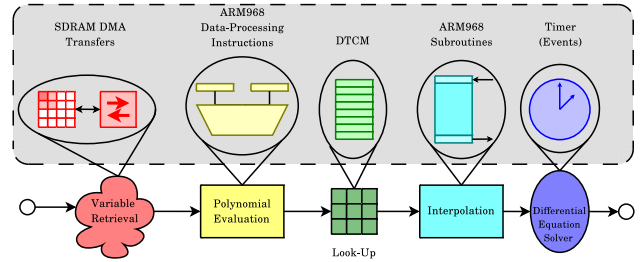 SDRAM DMA
Transfers
ARM968
Data-Processing
Instructions
DTCM
ARM968
Subroutines
Timer
(Events)
Variable
Retrieval
Polynomial
Evaluation
Look-Up
Interpolation
Differential
Equation
Solver